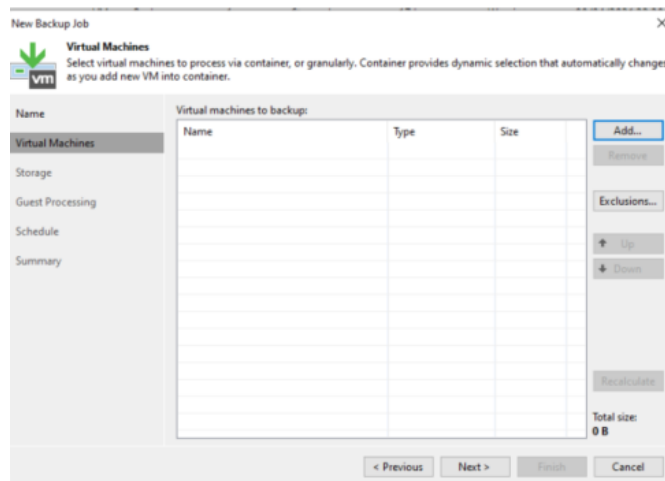 New Backup Job
Virtual Machines
Select virtual machines to process via container, or granularly. Container provides dynamic selection that automatically changes
as you add new VM into container.
vm
Name
Virtual Machines
Storage
Guest Processing
Schedule
Summary
Virtual machines to backup:
Name Type Size
Add...
Remove
Exclusions...
Up
Down
Recalculate
Total size:
0 B
< Previous Next > Finish Cancel